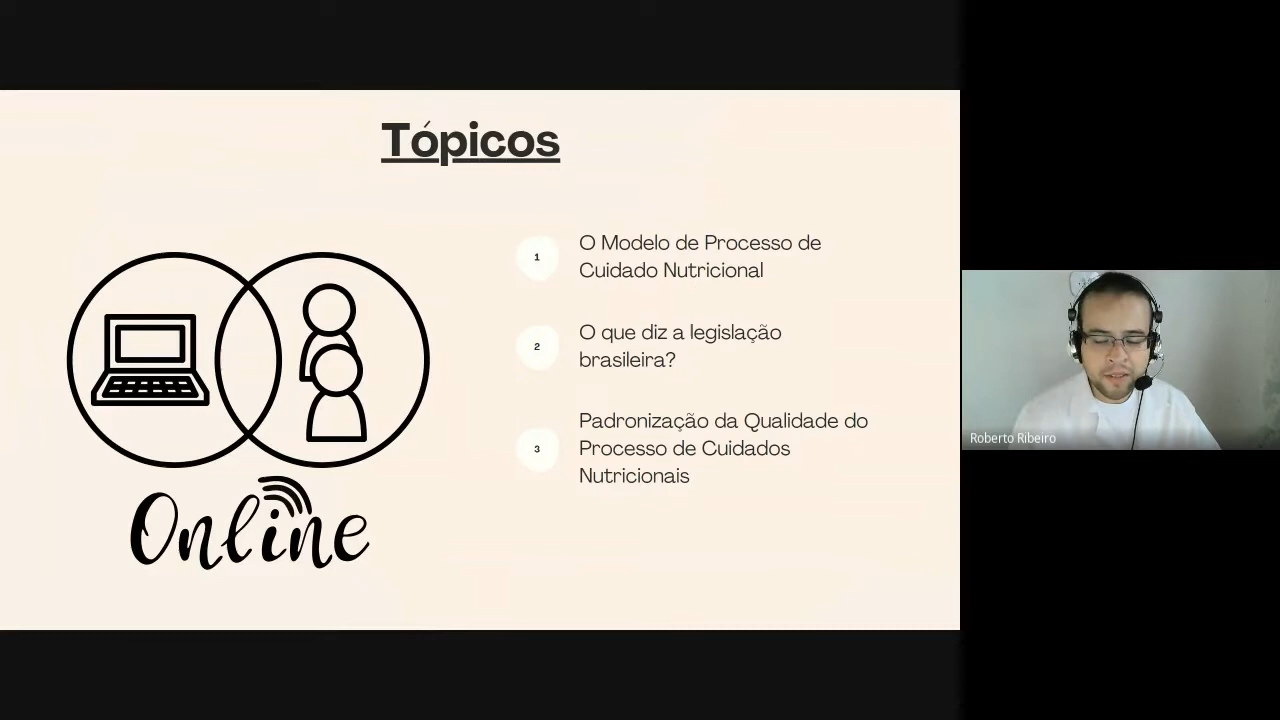 Tópicos
1
O Modelo de Processo de
Cuidado Nutricional
2
O que diz a legislação
brasileira?
3
Padronização da Qualidade do
Processo de Cuidados
Nutricionais
Online
Roberto Ribeiro